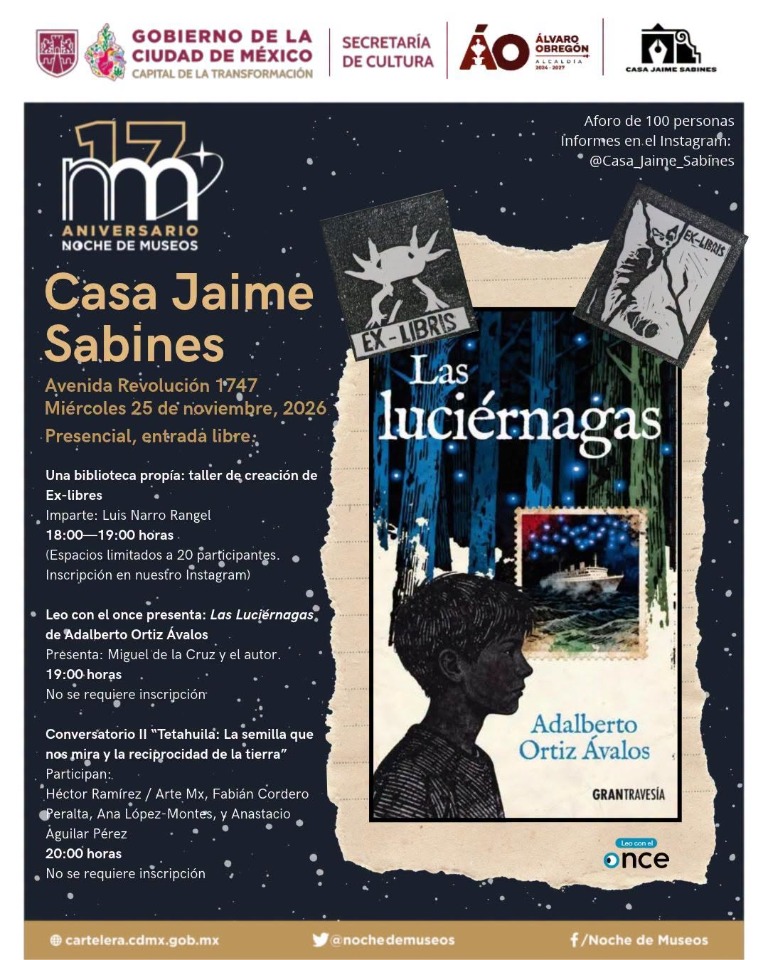 GOBIERNO DE LA
CIUDAD DE MÉXICO
CAPITAL DE LA TRANSFORMACIÓN
SECRETARÍA
DE CULTURA
ÁO
ÁLVARO
OBREGÓN
ALCALDÍA
2024 - 2027
CASA JAIME SABINES
Aforo de 100 personas
Informes en el Instagram:
@Casa_Jaime_Sabines
17
nm
ANIVERSARIO
NOCHE DE MUSEOS
Casa Jaime
Sabines
Avenida Revolución 1747
Miércoles 25 de noviembre, 2026
Presencial, entrada libre.
Una biblioteca propía: taller de creación de
Ex-libres
Imparte: Luis Narro Rangel
18:00—19:00 horas
(Espacios limitados a 20 participantes.
Inscripción en nuestro Instagram)
Leo con el once presenta: Las Luciérnagas,
de Adalberto Ortiz Ávalos
Presenta: Miguel de la Cruz y el autor.
19:00 horas
No se requiere inscripción
Conversatorio II "Tetahuila: La semilla que
nos mira y la reciprocidad de la tierra”
Participan:
Héctor Ramírez / Arte Mx, Fabián Cordero
Peralta, Ana López-Montes, y Anastacio
Águilar Pérez
20:00 horas
No se requiere inscripción
EX-LIBRIS
EX-LIBRIS
Las
luciérnagas
Adalberto
Ortiz Ávalos
GRANTRAVESÍA
Leo con el
once
cartelera.cdmx.gob.mx
@nochedemuseos
/Noche de Museos